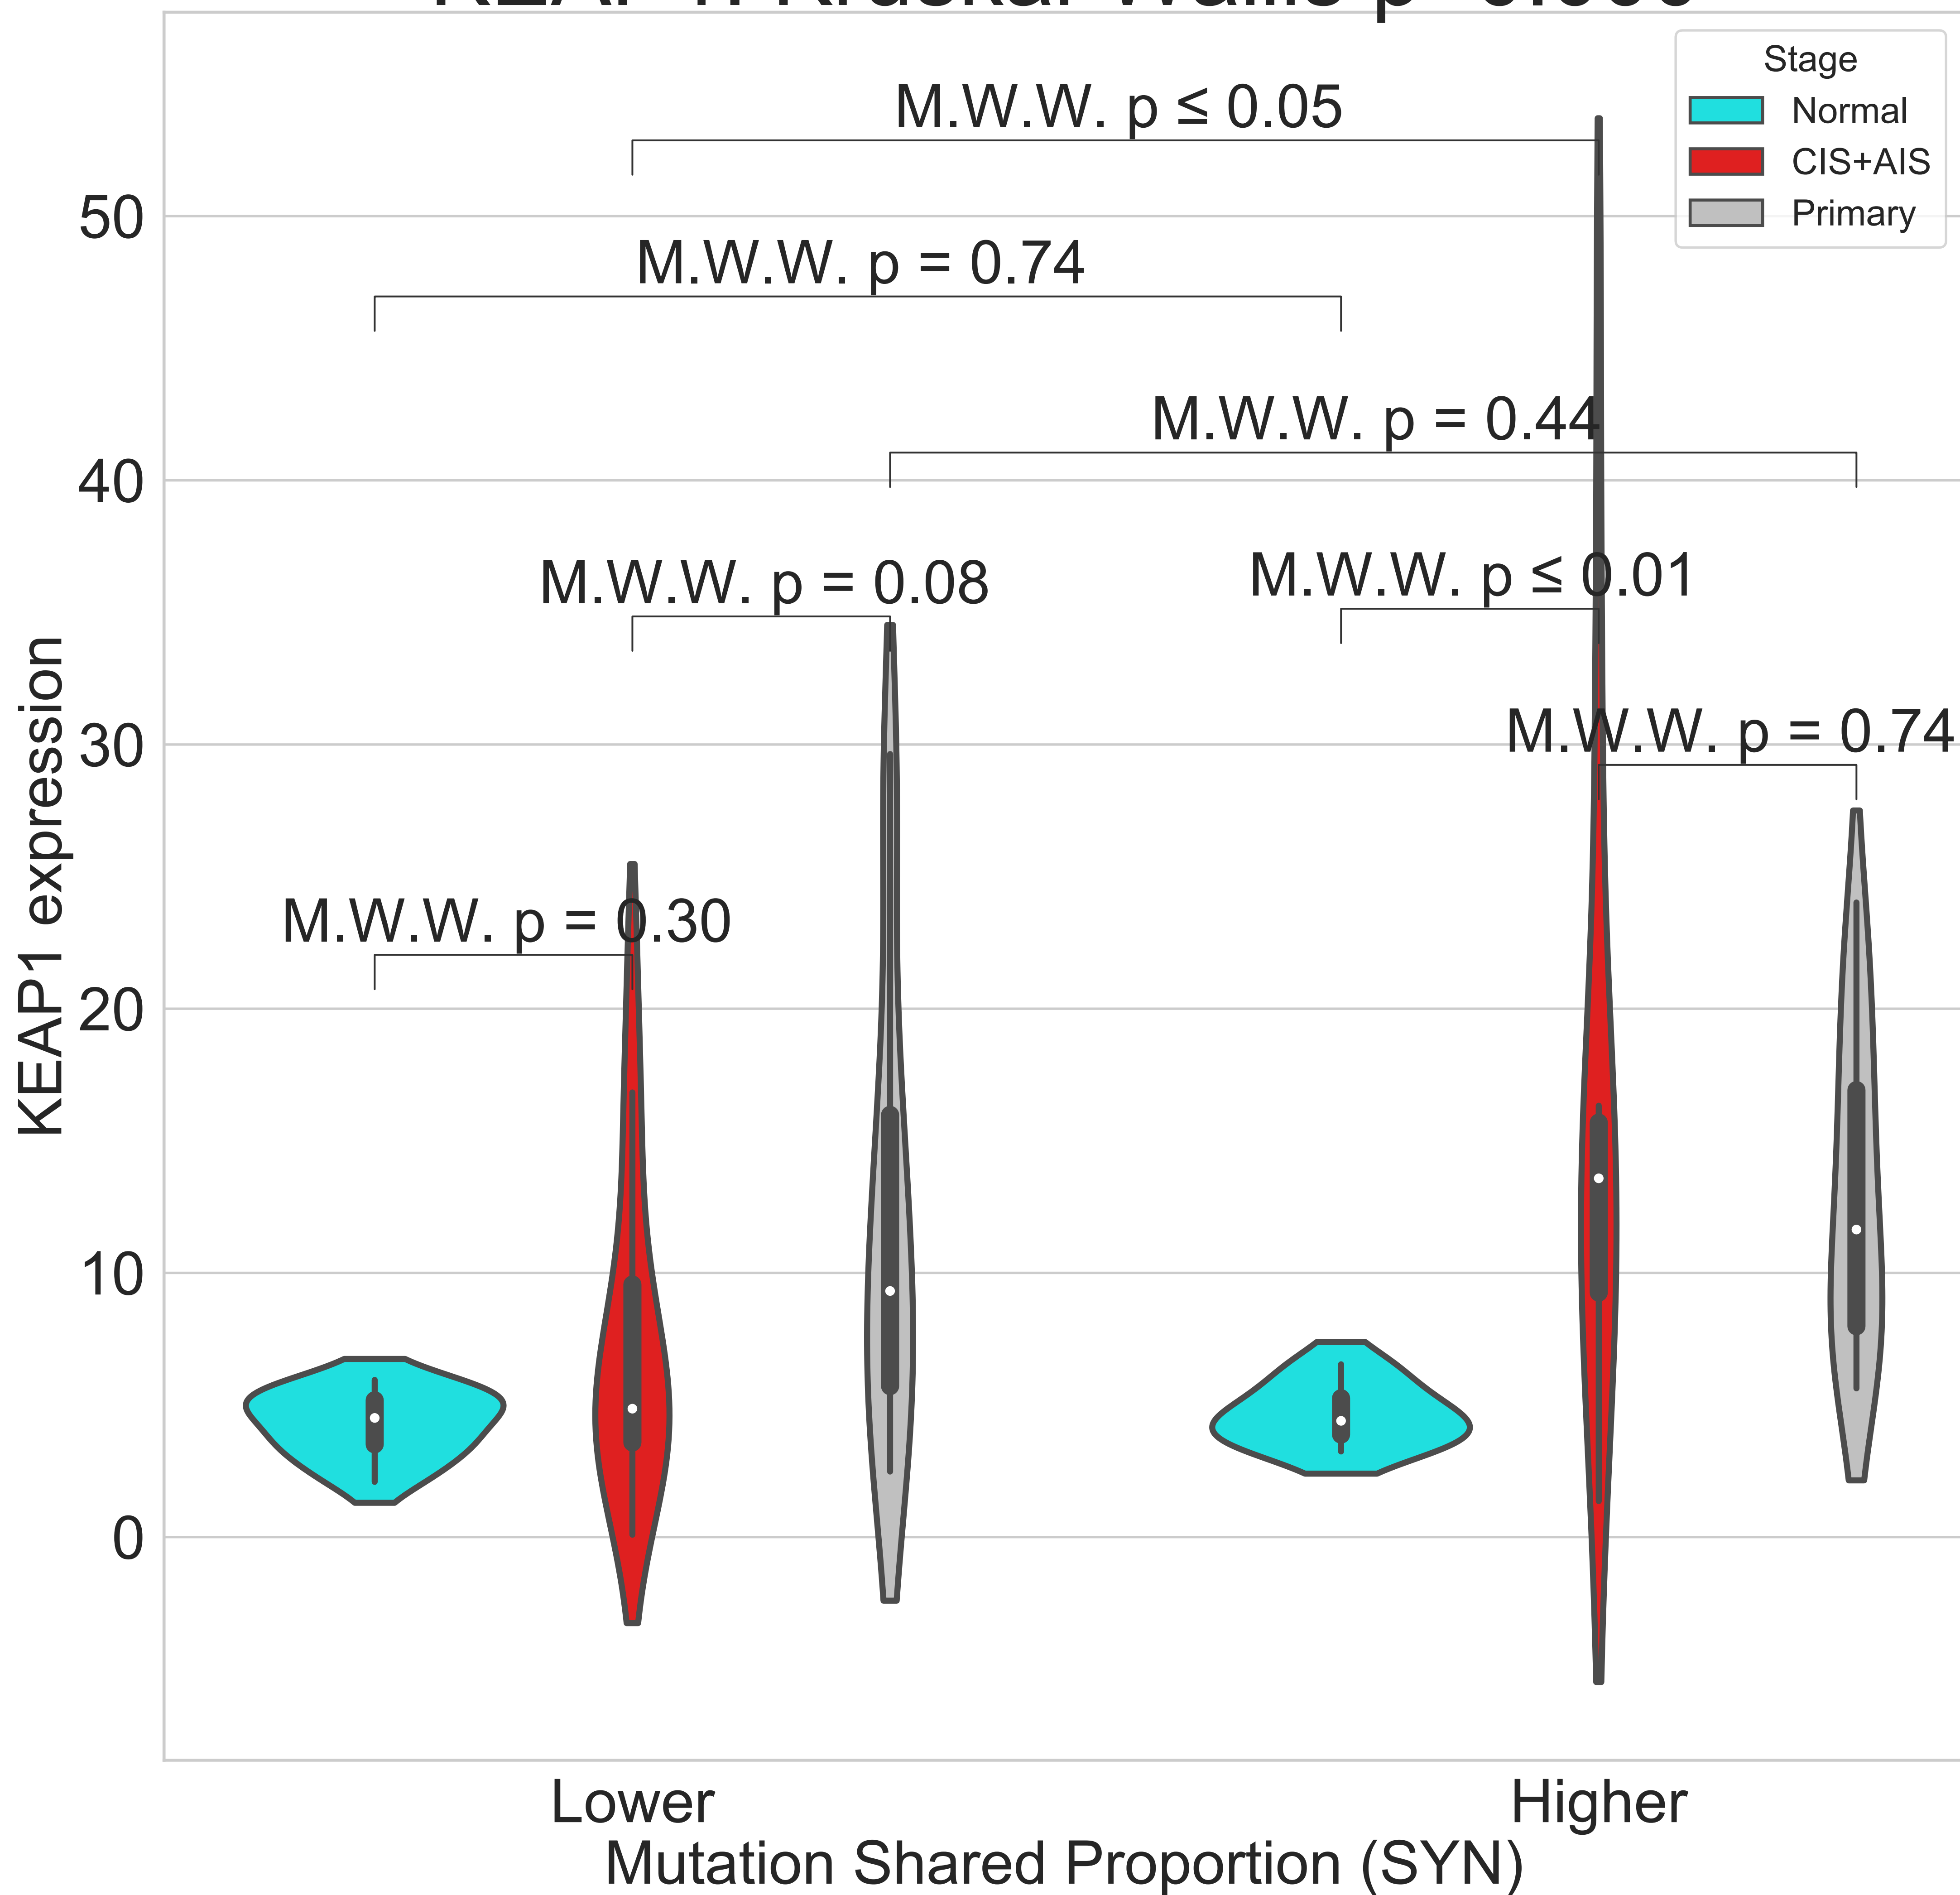 Stage
Normal
CIS+AIS
Primary
M.W.W. p ≤ 0.05
M.W.W. p = 0.74
M.W.W. p = 0.44
M.W.W. p = 0.08
M.W.W. p ≤ 0.01
M.W.W. p = 0.74
M.W.W. p = 0.30
50
40
30
20
10
0
KEAP1 expression
Lower
Higher
Mutation Shared Proportion (SYN)